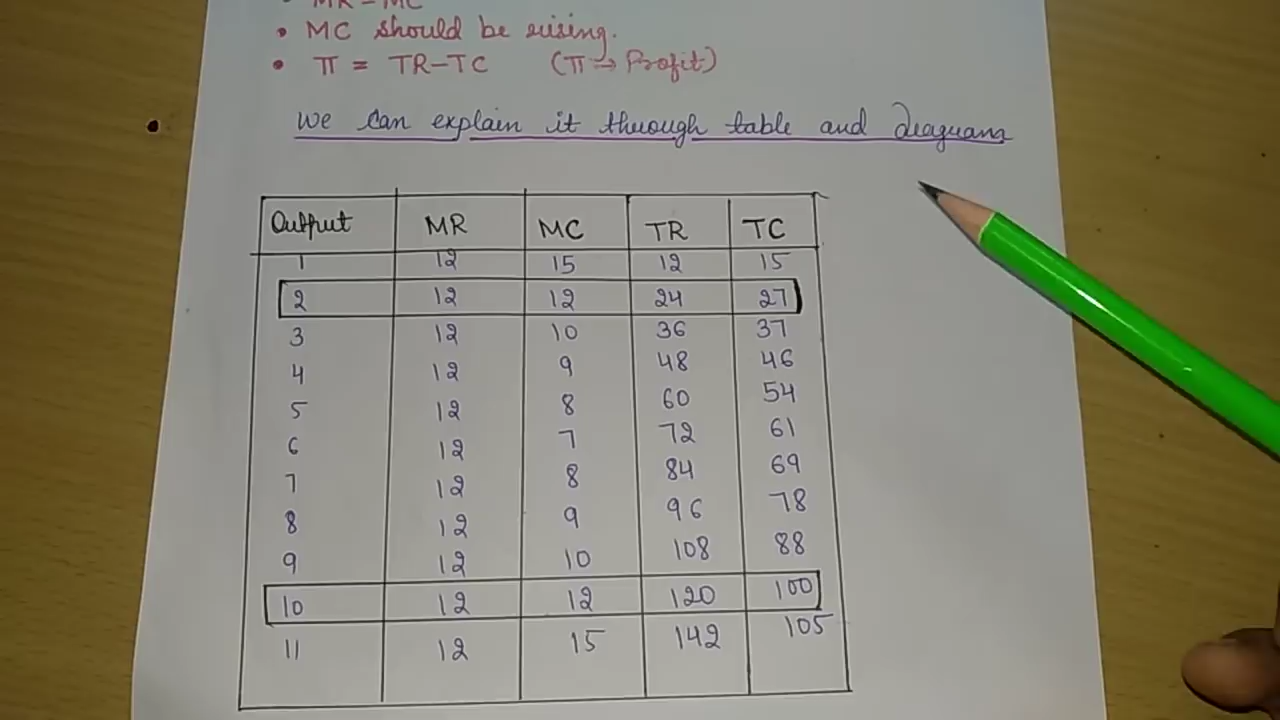 • MR = MC
• MC should be rising.
• π = TR-TC (π → Profit)
we can explain it through table and diagram
Output MR MC TR TC
1 12 15 12 15
2 12 12 24 27
3 12 10 36 37
4 12 9 48 46
5 12 8 60 54
6 12 7 72 61
7 12 8 84 69
8 12 9 96 78
9 12 10 108 88
10 12 12 120 100
11 12 15 142 105